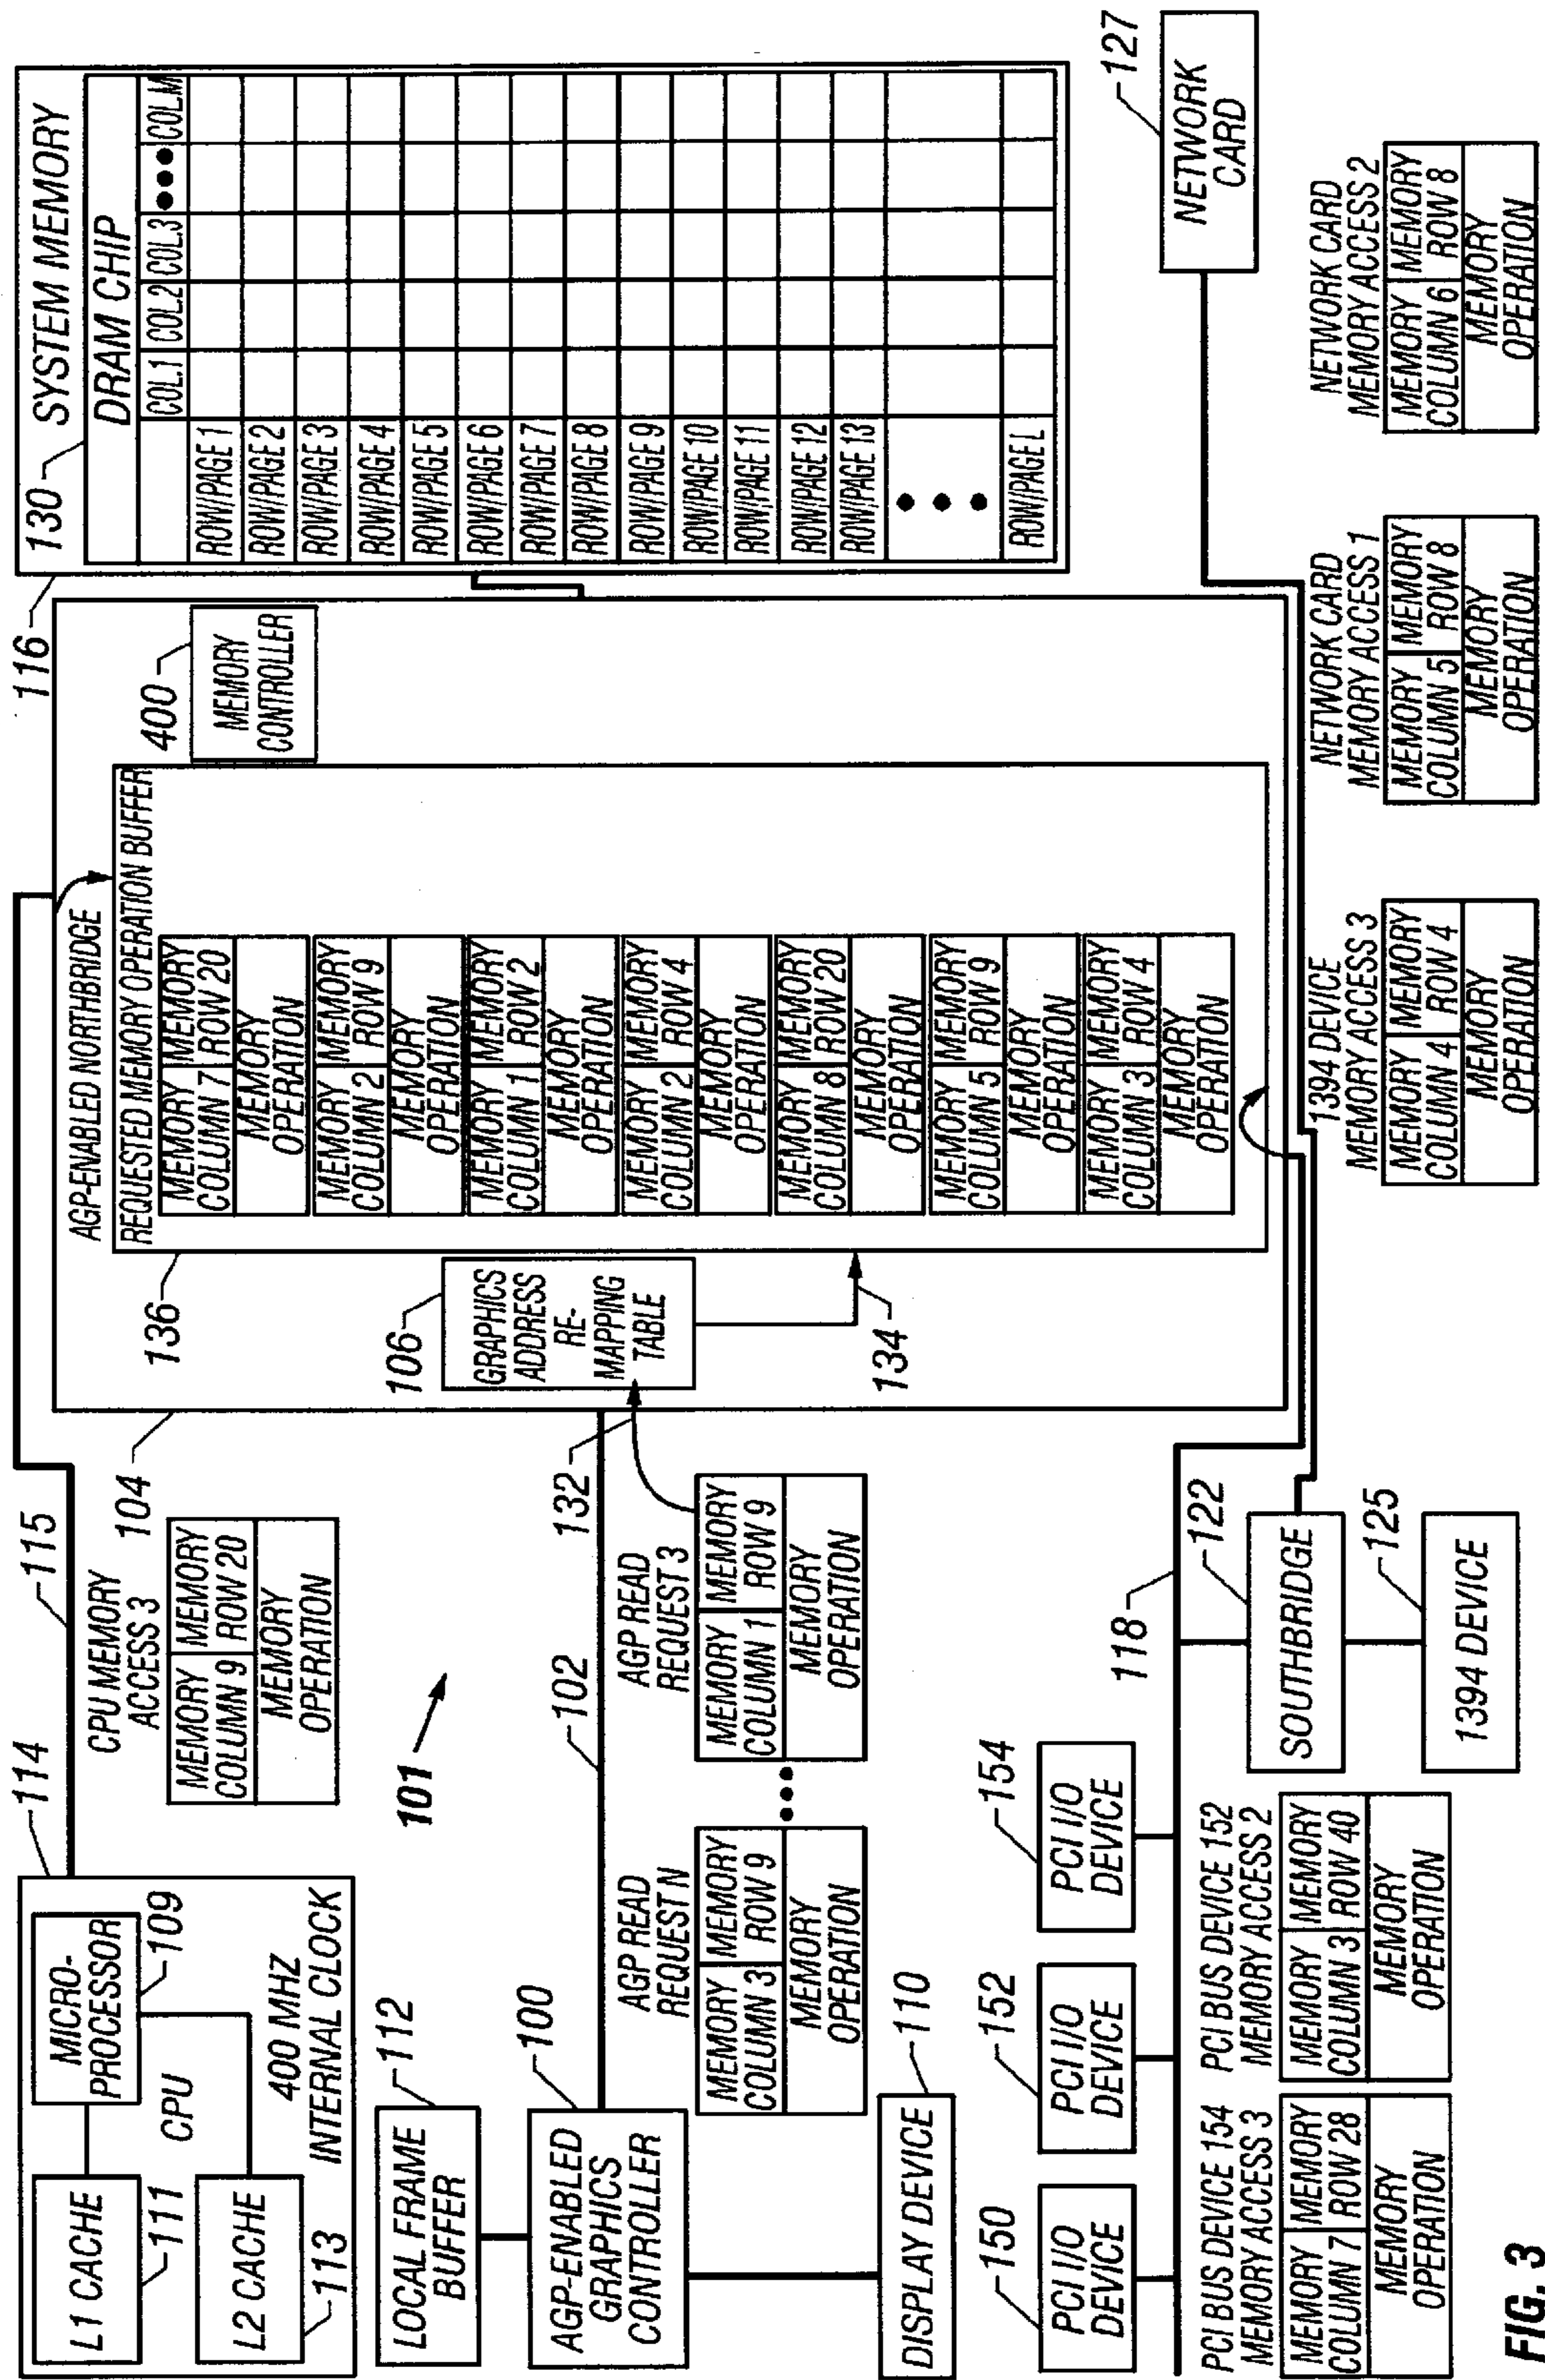 114
L1 CACHE
111
MICRO-
PROCESSOR
109
CPU
L2 CACHE
113
400 MHZ
INTERNAL CLOCK
115
CPU MEMORY
ACCESS 3
MEMORY
COLUMN 9
MEMORY
ROW 20
MEMORY
OPERATION
101
104
LOCAL FRAME
BUFFER
112
AGP-ENABLED
GRAPHICS
CONTROLLER
100
102
DISPLAY DEVICE
110
AGP READ
REQUEST N
MEMORY
COLUMN 3
MEMORY
ROW 9
MEMORY
OPERATION
AGP READ
REQUEST 3
MEMORY
COLUMN 1
MEMORY
ROW 9
MEMORY
OPERATION
132
AGP-ENABLED NORTHBRIDGE
136
REQUESTED MEMORY OPERATION BUFFER
MEMORY
COLUMN 7
MEMORY
ROW 20
MEMORY
OPERATION
MEMORY
COLUMN 2
MEMORY
ROW 9
MEMORY
OPERATION
MEMORY
COLUMN 1
MEMORY
ROW 2
MEMORY
OPERATION
MEMORY
COLUMN 2
MEMORY
ROW 4
MEMORY
OPERATION
MEMORY
COLUMN 8
MEMORY
ROW 20
MEMORY
OPERATION
MEMORY
COLUMN 5
MEMORY
ROW 9
MEMORY
OPERATION
MEMORY
COLUMN 3
MEMORY
ROW 4
MEMORY
OPERATION
106
GRAPHICS
ADDRESS
RE-
MAPPING
TABLE
134
400
MEMORY
CONTROLLER
116
130
SYSTEM MEMORY
DRAM CHIP
COL.1 COL2 COL3 ●●● COLM
ROW/PAGE 1
ROW/PAGE 2
ROW/PAGE 3
ROW/PAGE 4
ROW/PAGE 5
ROW/PAGE 6
ROW/PAGE 7
ROW/PAGE 8
ROW/PAGE 9
ROW/PAGE 10
ROW/PAGE 11
ROW/PAGE 12
ROW/PAGE 13
ROW/PAGE L
150
PCI I/O
DEVICE
152
PCI I/O
DEVICE
154
PCI I/O
DEVICE
118
122
SOUTHBRIDGE
125
1394 DEVICE
127
NETWORK
CARD
PCI BUS DEVICE 154
MEMORY ACCESS 3
MEMORY
COLUMN 7
MEMORY
ROW 28
MEMORY
OPERATION
PCI BUS DEVICE 152
MEMORY ACCESS 2
MEMORY
COLUMN 3
MEMORY
ROW 40
MEMORY
OPERATION
1394 DEVICE
MEMORY ACCESS 3
MEMORY
COLUMN 4
MEMORY
ROW 4
MEMORY
OPERATION
NETWORK CARD
MEMORY ACCESS 1
MEMORY
COLUMN 5
MEMORY
ROW 8
MEMORY
OPERATION
NETWORK CARD
MEMORY ACCESS 2
MEMORY
COLUMN 6
MEMORY
ROW 8
MEMORY
OPERATION
FIG. 3